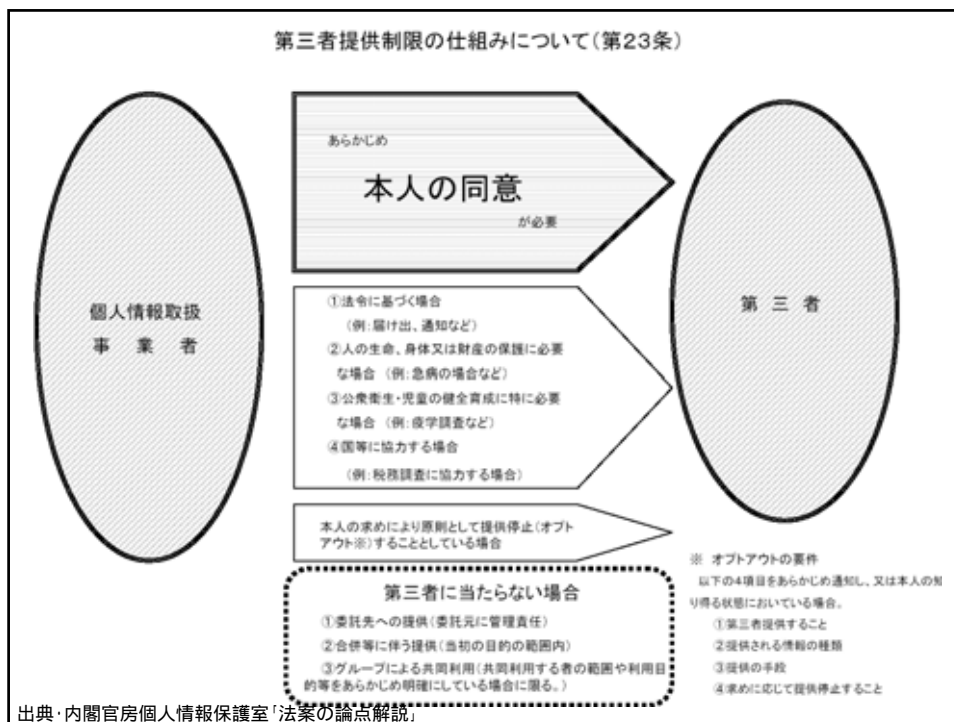 第三者提供制限の仕組みについて(第23条)
個人情報取扱
事業者
あらかじめ
本人の同意
が必要
①法令に基づく場合
(例:届け出、通知など)
②人の生命、身体又は財産の保護に必要
な場合 (例:急病の場合など)
③公衆衛生・児童の健全育成に特に必要
な場合 (例:疫学調査など)
④国等に協力する場合
(例:税務調査に協力する場合)
本人の求めにより原則として提供停止(オプト
アウト※)することとしている場合
第三者に当たらない場合
①委託先への提供(委託元に管理責任)
②合併等に伴う提供(当初の目的の範囲内)
③グループによる共同利用(共同利用する者の範囲や利用目
的等をあらかじめ明確にしている場合に限る。)
第三者
※ オプトアウトの要件
以下の4項目をあらかじめ通知し、又は本人の知
り得る状態においている場合。
①第三者提供すること
②提供される情報の種類
③提供の手段
④求めに応じて提供停止すること
出典・内閣官房個人情報保護室「法案の論点解説」